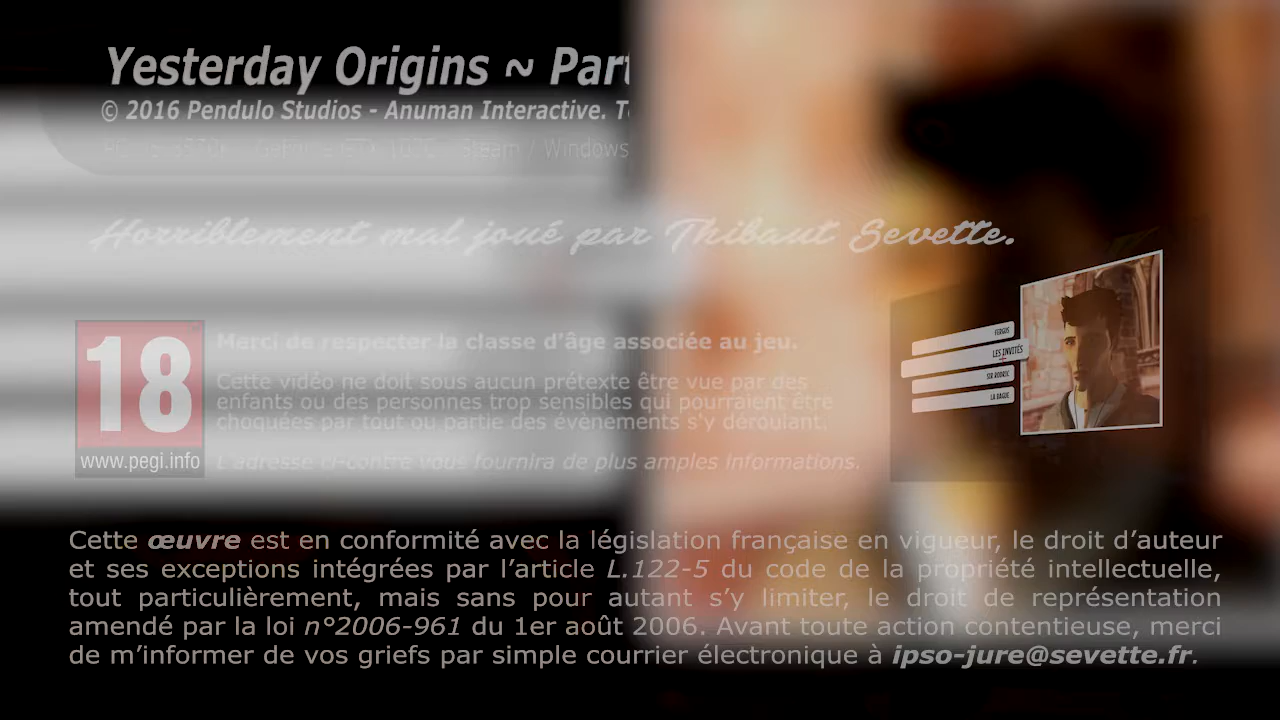 Yesterday Origins ~ Part
© 2016 Pendulo Studios - Anuman Interactive.
Steam / Windows
Horriblement mal joué par Thibaut Sevette.
18
www.pegi.info
Merci de respecter la classe d’âge associée au jeu.
Cette vidéo ne doit sous aucun prétexte être vue par des
enfants ou des personnes trop sensibles qui pourraient être
choquées par tout ou partie des évènements s'y déroulant.
L'adresse ci-contre vous fournira de plus amples informations.
FERGUS
LES INVITÉS
SIR RODRIC
LA BAGUE
Cette œuvre est en conformité avec la législation française en vigueur, le droit d’auteur
et ses exceptions intégrées par l’article L.122-5 du code de la propriété intellectuelle,
tout particulièrement, mais sans pour autant s’y limiter, le droit de représentation
amendé par la loi n°2006-961 du 1er août 2006. Avant toute action contentieuse, merci
de m’informer de vos griefs par simple courrier électronique à ipso-jure@sevette.fr.